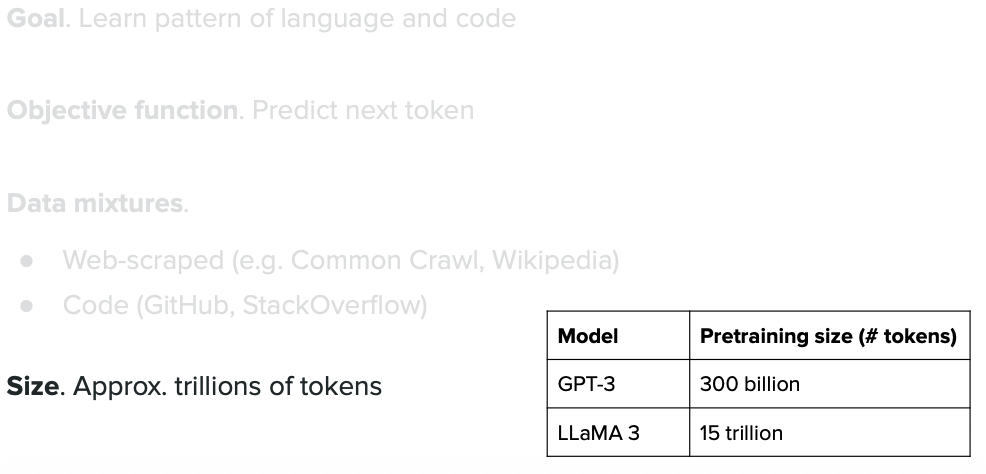 Goal. Learn pattern of language and code
Objective function. Predict next token
Data mixtures.
● Web-scraped (e.g. Common Crawl, Wikipedia)
● Code (GitHub, StackOverflow)
Size. Approx. trillions of tokens
Model Pretraining size (# tokens)
GPT-3 300 billion
LLaMA 3 15 trillion